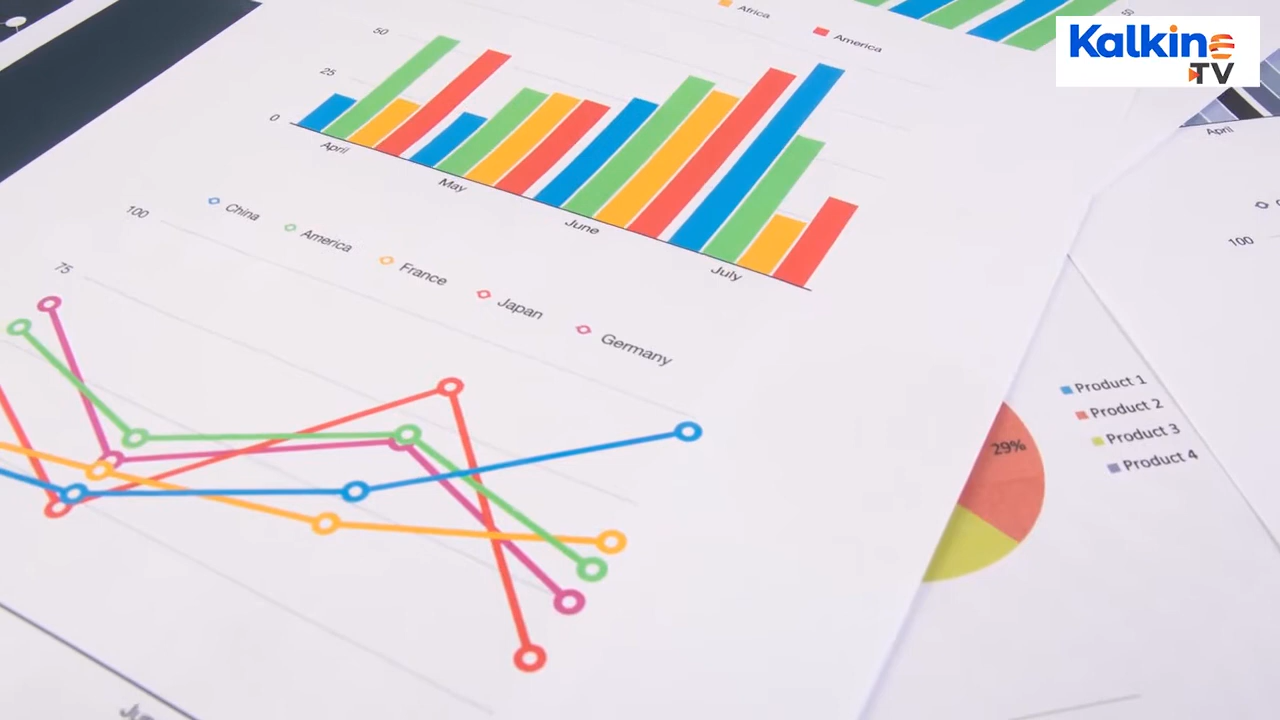 Africa
America
50
Kalkine
TV
50
25
0
April
May
June
July
April
China
America
France
Japan
Germany
100
75
100
29%
Product 1
Product 2
Product 3
Product 4